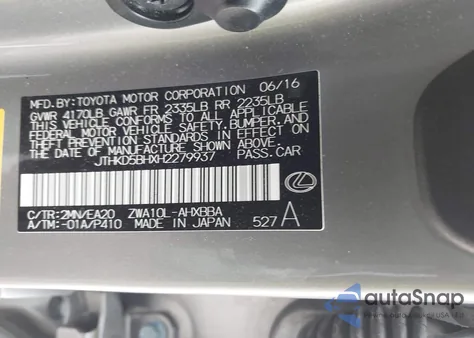 MFD. BY: TOYOTA MOTOR CORPORATION 06/16
GVWR 4170LB GAWR FR 2335LB RR 2235LB
THIS VEHICLE CONFORMS TO ALL APPLICABLE
FEDERAL MOTOR VEHICLE SAFETY, BUMPER, AND
THEFT PREVENTION STANDARDS IN EFFECT ON
THE DATE OF MANUFACTURE SHOWN ABOVE.
JTHKD5BHXH2279937 PASS. CAR
C/TR: 2MN/EA20 ZWA10L-AHXBBA
A/TM: -01A/P410 MADE IN JAPAN 527 A
autoSnap